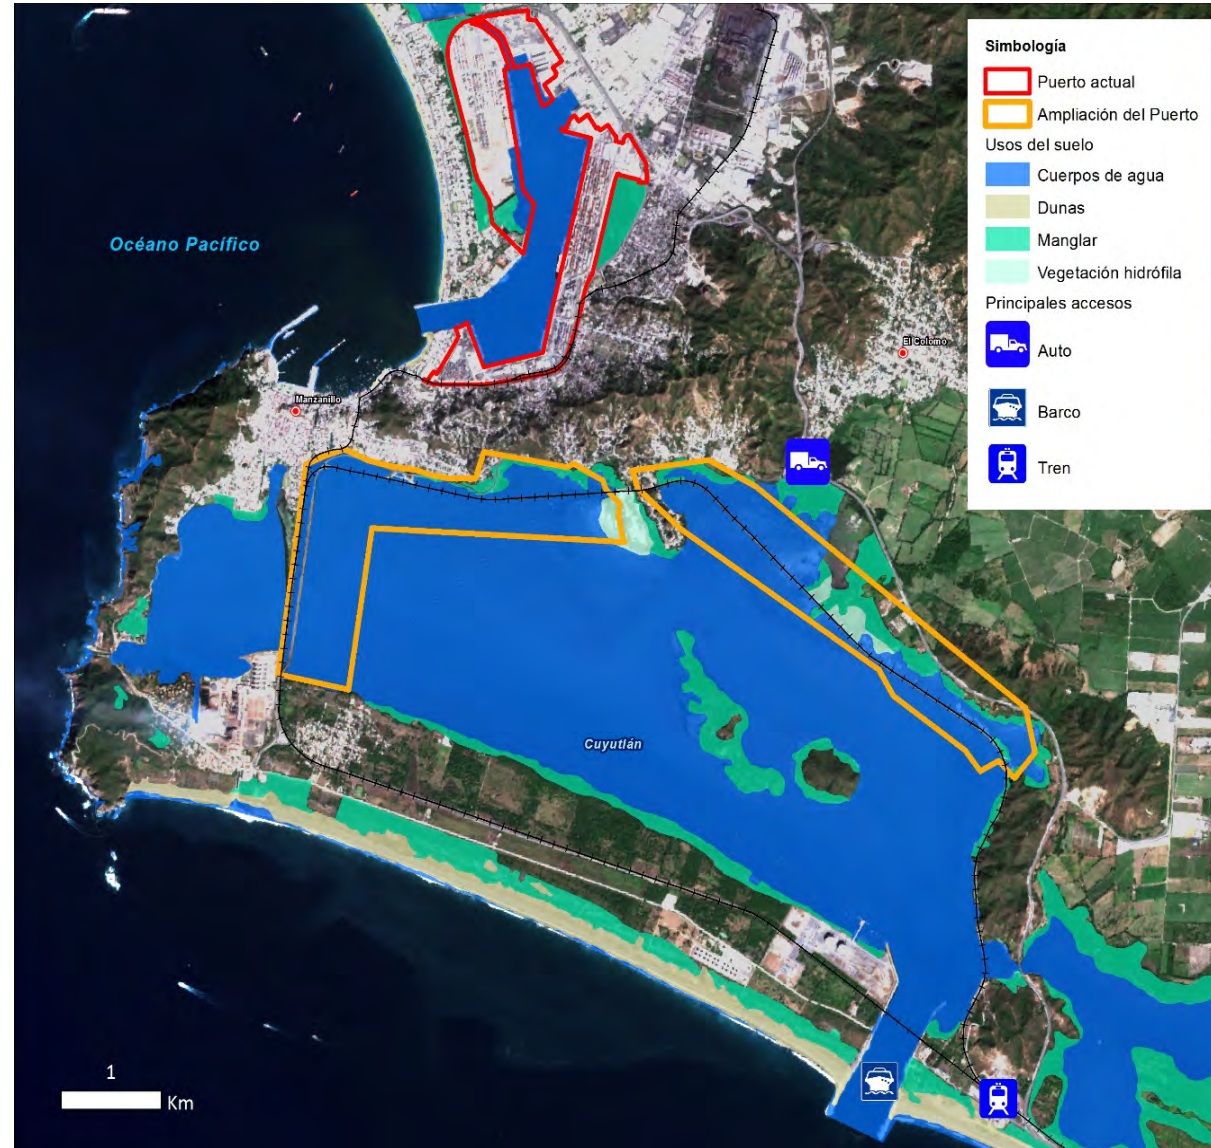 Simbología
Puerto actual
Ampliación del Puerto
Usos del suelo
Cuerpos de agua
Dunas
Manglar
Vegetación hidrófila
Principales accesos
Auto
Barco
Tren
Océano Pacífico
El Colomo
Manzanillo
Cuyutlán
1
Km